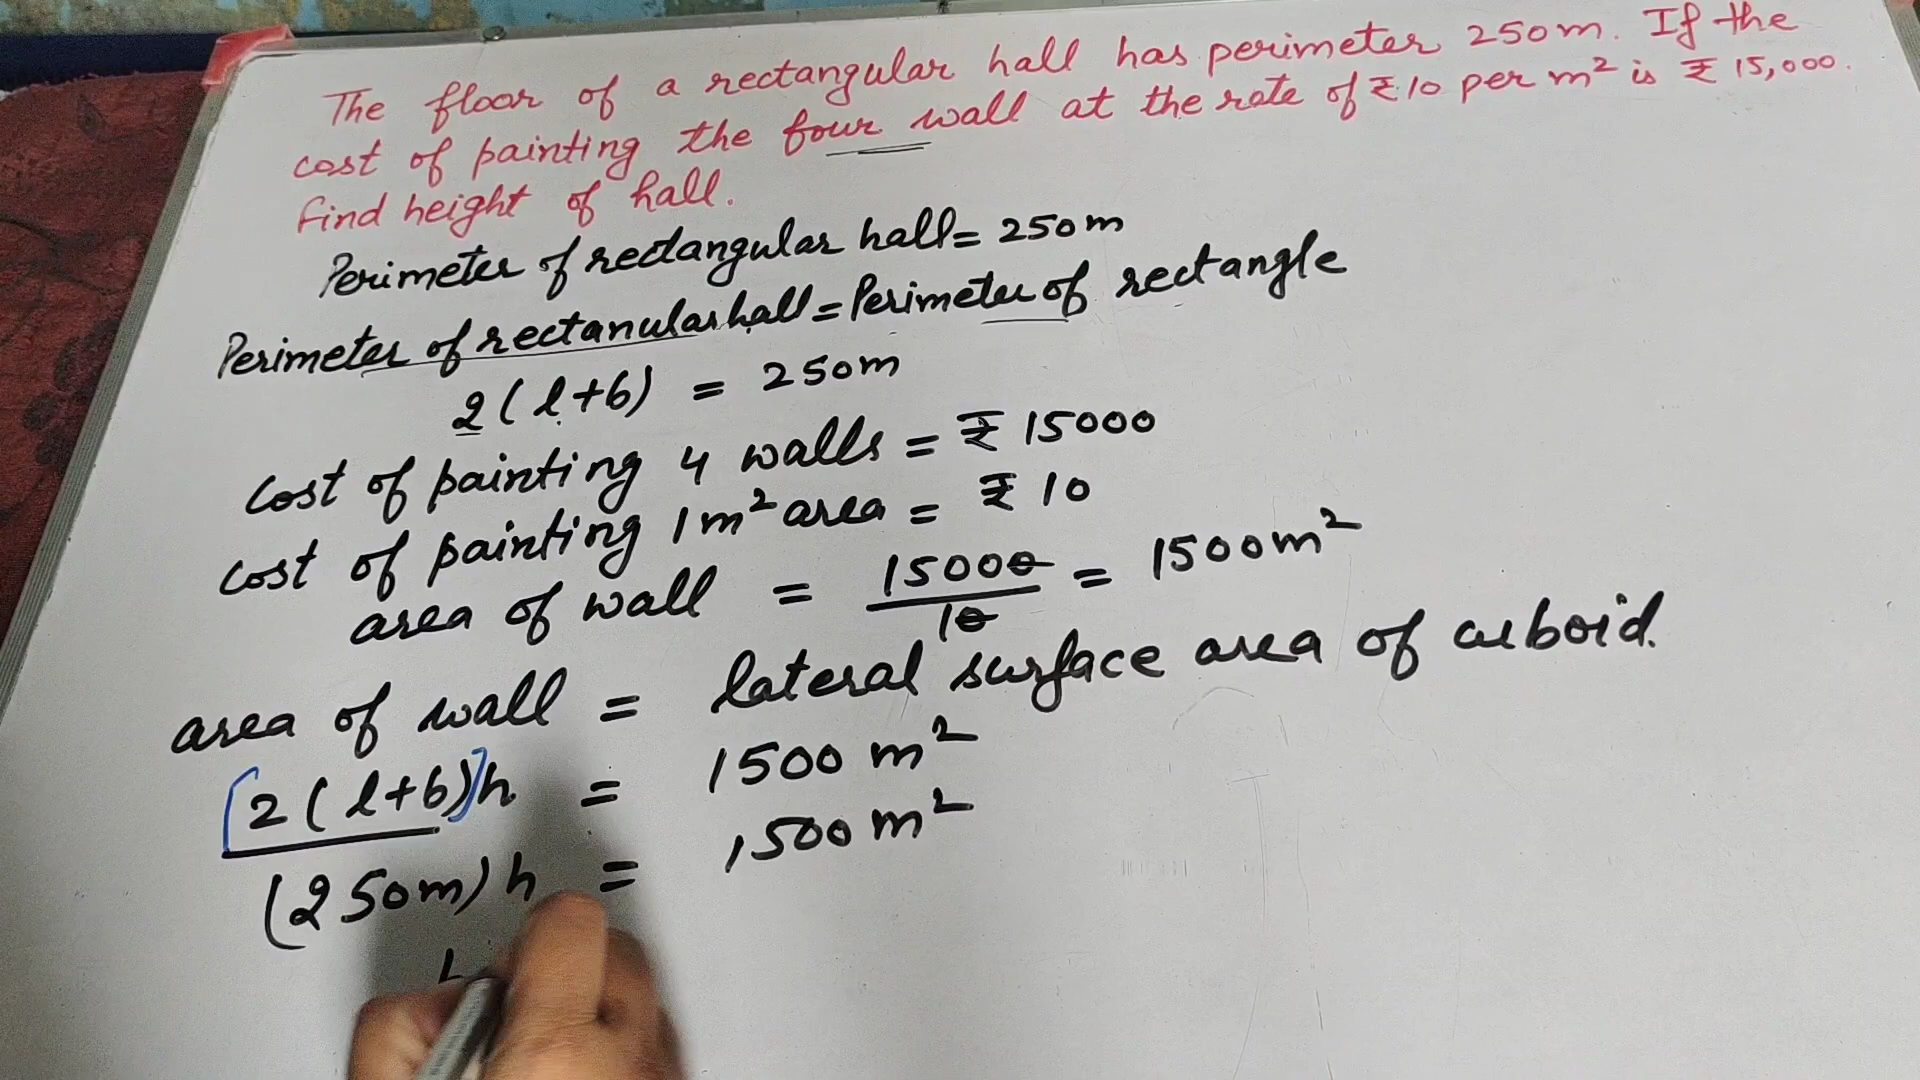 The floor of a rectangular hall has perimeter 250m. If the
cost of painting the four wall at the rate of ₹10 per m² is ₹ 15,000.
find height of hall.
Perimeter of rectangular hall = 250m
Perimeter of rectanular hall = Perimeter of rectangle
2(l+b) = 250m
Cost of painting 4 walls = ₹ 15000
cost of painting 1m² area = ₹ 10
area of wall = 15000/10 = 1500m²
area of wall = lateral surface area of cuboid.
[2(l+b)]h = 1500 m²
(250m)h = 1500 m²